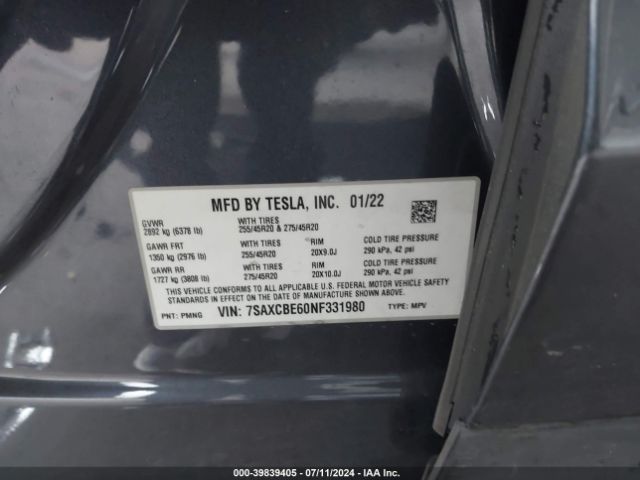 MFD BY TESLA, INC. 01/22
GVWR
2892 kg (6378 lb)
WITH TIRES
255/45R20 & 275/45R20
GAWR FRT
1350 kg (2976 lb)
WITH TIRES
255/45R20
RIM
20X9.0J
COLD TIRE PRESSURE
290 kPa, 42 psi
GAWR RR
1727 kg (3808 lb)
WITH TIRES
275/45R20
RIM
20X10.0J
COLD TIRE PRESSURE
290 kPa, 42 psi
THIS VEHICLE CONFORMS TO ALL APPLICABLE U.S. FEDERAL MOTOR VEHICLE SAFETY
STANDARDS IN EFFECT ON THE DATE OF MANUFACTURE SHOWN ABOVE.
PNT: PMNG
VIN: 7SAXCBE60NF331980
TYPE: MPV
000-39839405 - 07/11/2024 - IAA Inc.